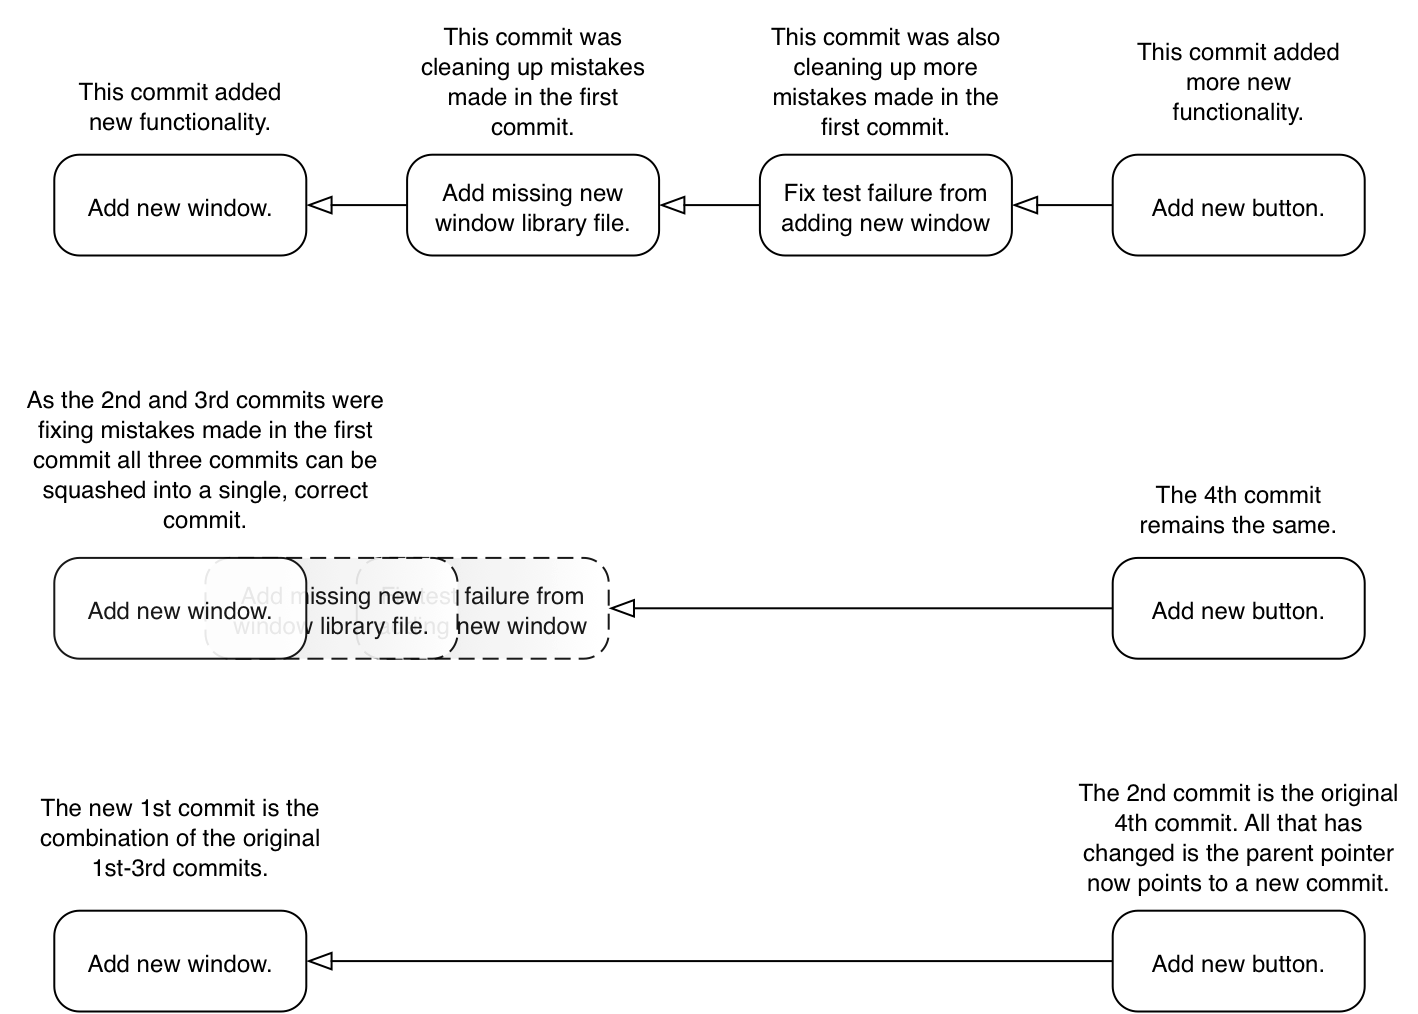 This commit added
new functionality.
This commit was
cleaning up mistakes
made in the first
commit.
This commit was also
cleaning up more
mistakes made in the
first commit.
This commit added
more new
functionality.
Add new window.
Add missing new
window library file.
Fix test failure from
adding new window
Add new button.
As the 2nd and 3rd commits were
fixing mistakes made in the first
commit all three commits can be
squashed into a single, correct
commit.
The 4th commit
remains the same.
Add new window.
Add missing new
window library file.
Fix test failure from
adding new window
Add new button.
The new 1st commit is the
combination of the original
1st-3rd commits.
The 2nd commit is the original
4th commit. All that has
changed is the parent pointer
now points to a new commit.
Add new window.
Add new button.